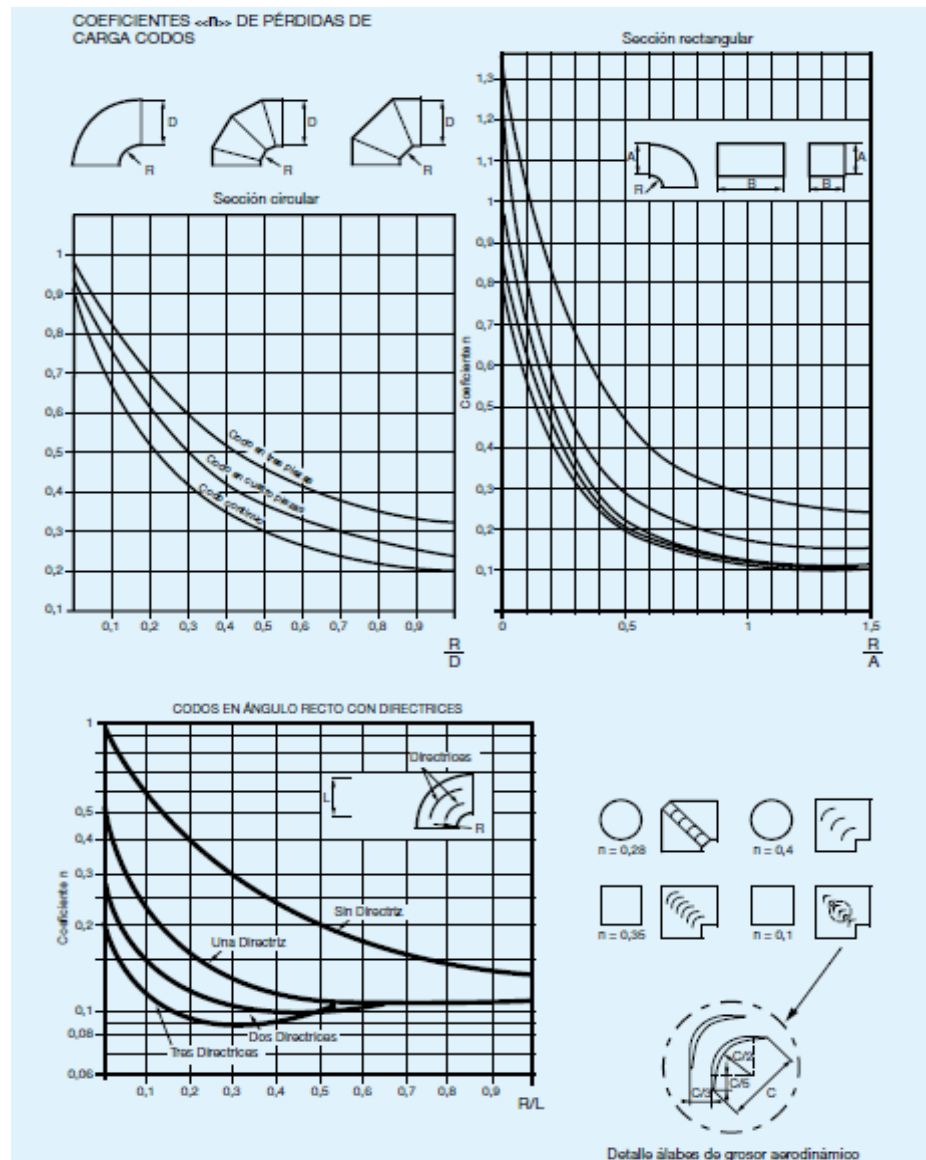 COEFICIENTES «n» DE PÉRDIDAS DE
CARGA CODOS
D
R
D
R
D
R
Sección circular
1
0,9
0,8
0,7
0,6
0,5
0,4
0,3
0,2
0,1
Codo en tres piezas
Codo en cuatro piezas
Codo continuo
0,1 0,2 0,3 0,4 0,5 0,6 0,7 0,8 0,9
R
D
Sección rectangular
Coeficiente n
1,3
1,2
1,1
1
0,9
0,8
0,7
0,6
0,5
0,4
0,3
0,2
0,1
A
R
B
B
A
0 0,5 1 1,5
R
A
CODOS EN ÁNGULO RECTO CON DIRECTRICES
Coeficiente n
1
0,5
0,4
0,3
0,2
0,1
0,08
0,06
Directrices
L
R
Sin Directriz
Una Directriz
Dos Directrices
Tres Directrices
0,1 0,2 0,3 0,4 0,5 0,6 0,7 0,8 0,9
R/L
n = 0,28
n = 0,4
n = 0,35
n = 0,1
C/2
C/5
C/3
C
Detalle álabes de grosor aerodinámico